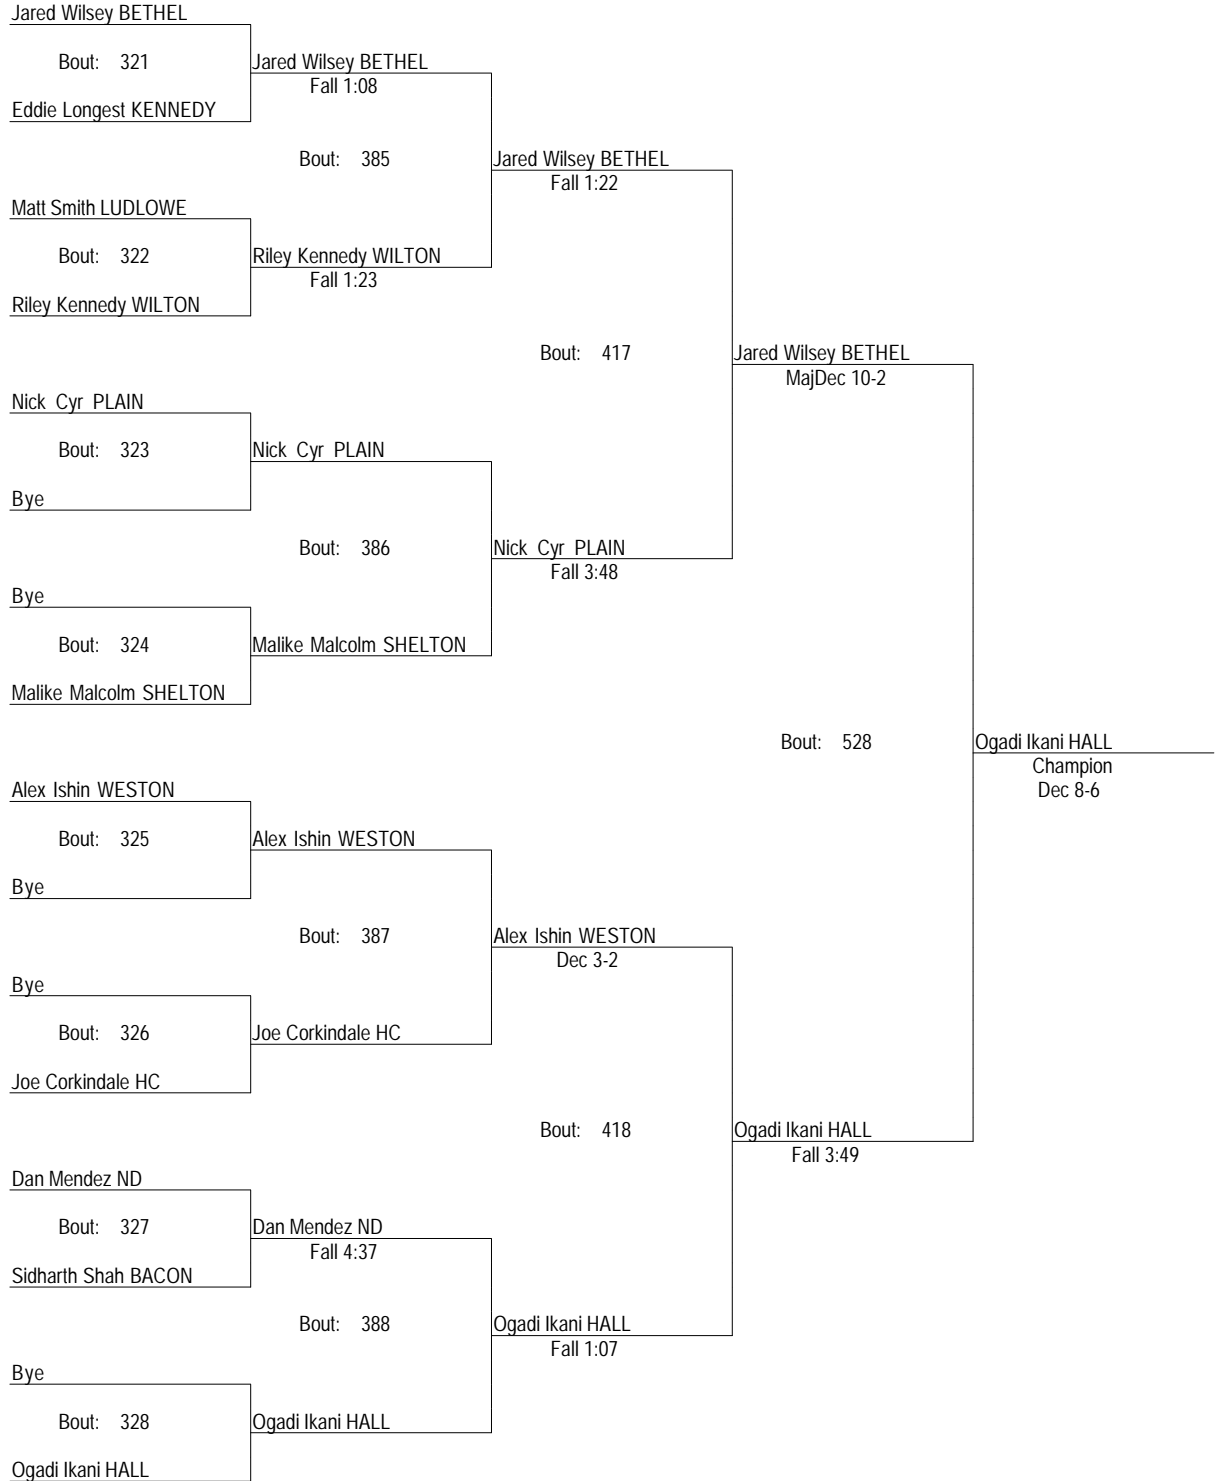 Jared Wilsey BETHEL
Bout: 321
Jared Wilsey BETHEL
Fall 1:08
Eddie Longest KENNEDY
Bout: 385
Jared Wilsey BETHEL
Fall 1:22
Matt Smith LUDLOWE
Bout: 322
Riley Kennedy WILTON
Fall 1:23
Riley Kennedy WILTON
Bout: 417
Jared Wilsey BETHEL
MajDec 10-2
Nick Cyr PLAIN
Bout: 323
Nick Cyr PLAIN
Bye
Bout: 386
Nick Cyr PLAIN
Fall 3:48
Bye
Bout: 324
Malike Malcolm SHELTON
Malike Malcolm SHELTON
Bout: 528
Ogadi Ikani HALL
Champion
Dec 8-6
Alex Ishin WESTON
Bout: 325
Alex Ishin WESTON
Bye
Bout: 387
Alex Ishin WESTON
Dec 3-2
Bye
Bout: 326
Joe Corkindale HC
Joe Corkindale HC
Bout: 418
Ogadi Ikani HALL
Fall 3:49
Dan Mendez ND
Bout: 327
Dan Mendez ND
Fall 4:37
Sidharth Shah BACON
Bout: 388
Ogadi Ikani HALL
Fall 1:07
Bye
Bout: 328
Ogadi Ikani HALL
Ogadi Ikani HALL